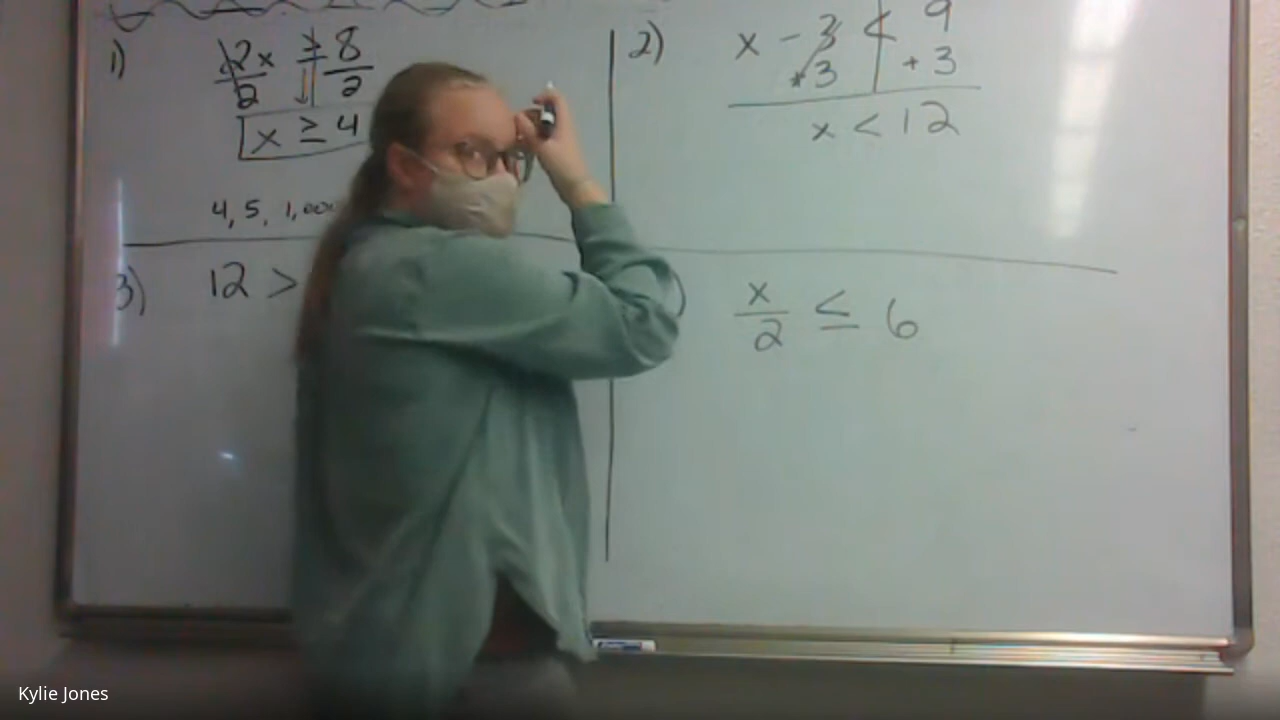 1) 2x ≥ 8
2 2
x ≥ 4
4, 5, 1,000
2) x - 3 < 9
+3 +3
x < 12
3) 12 >
) x/2 ≤ 6
Kylie Jones